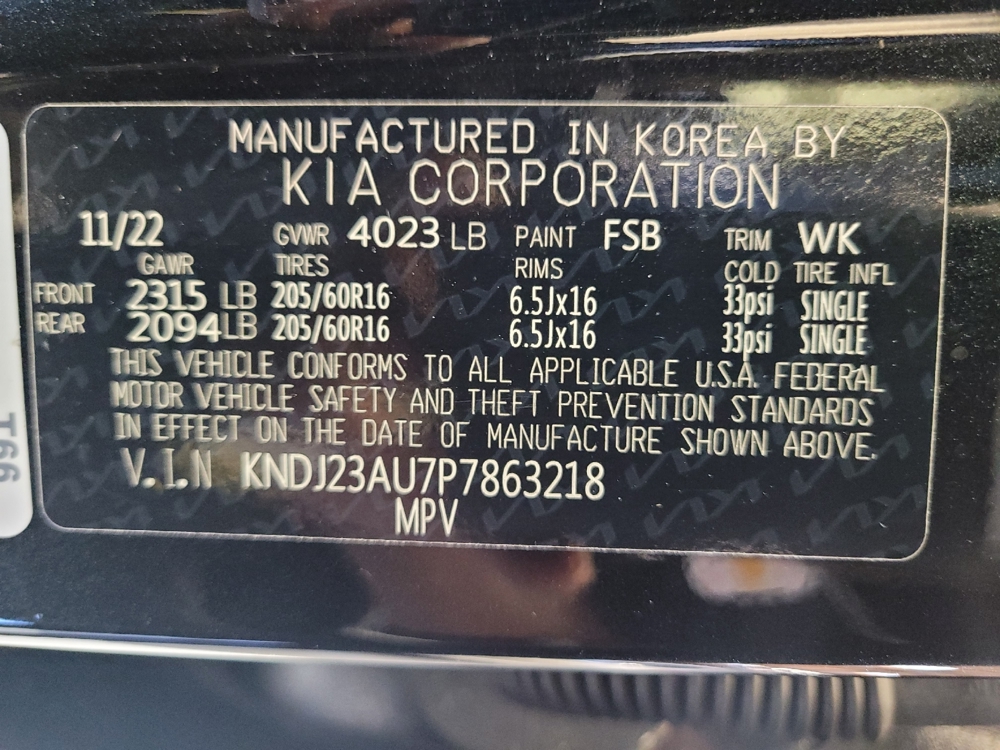 MANUFACTURED IN KOREA BY
KIA CORPORATION
11/22 GVWR 4023 LB PAINT FSB TRIM WK
GAWR TIRES RIMS COLD TIRE INFL
FRONT 2315 LB 205/60R16 6.5Jx16 33psi SINGLE
REAR 2094LB 205/60R16 6.5Jx16 33psi SINGLE
THIS VEHICLE CONFORMS TO ALL APPLICABLE U.S.A. FEDERAL
MOTOR VEHICLE SAFETY AND THEFT PREVENTION STANDARDS
IN EFFECT ON THE DATE OF MANUFACTURE SHOWN ABOVE.
V.I.N KNDJ23AU7P7863218
MPV
T66